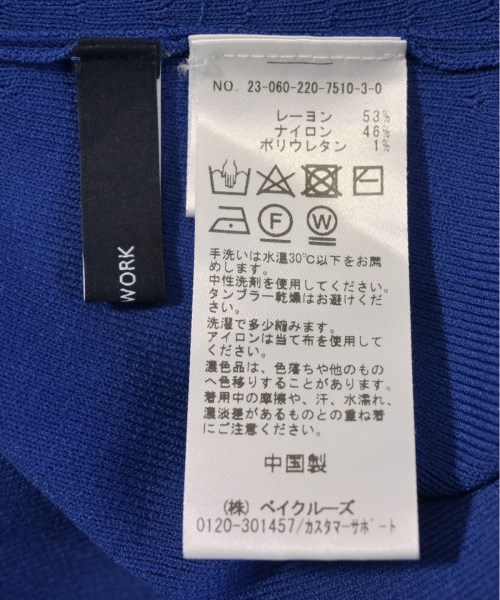 WORK
NO. 23-060-220-7510-3-0
レーヨン 53%
ナイロン 46%
ポリウレタン 1%
F
W
手洗いは水温30℃以下をお薦
めします。
中性洗剤を使用してください。
タンブラー乾燥はお避けくださ
い。
洗濯で多少縮みます。
アイロンは当て布を使用して
ください。
濃色品は、色落ちや他のもの
へ色移りすることがあります。
着用中の摩擦や、汗、水濡れ、
濃淡差があるものとの重ね着
にご注意ください。
中国製
(株) ベイクルーズ
0120-301457/カスタマーサポート